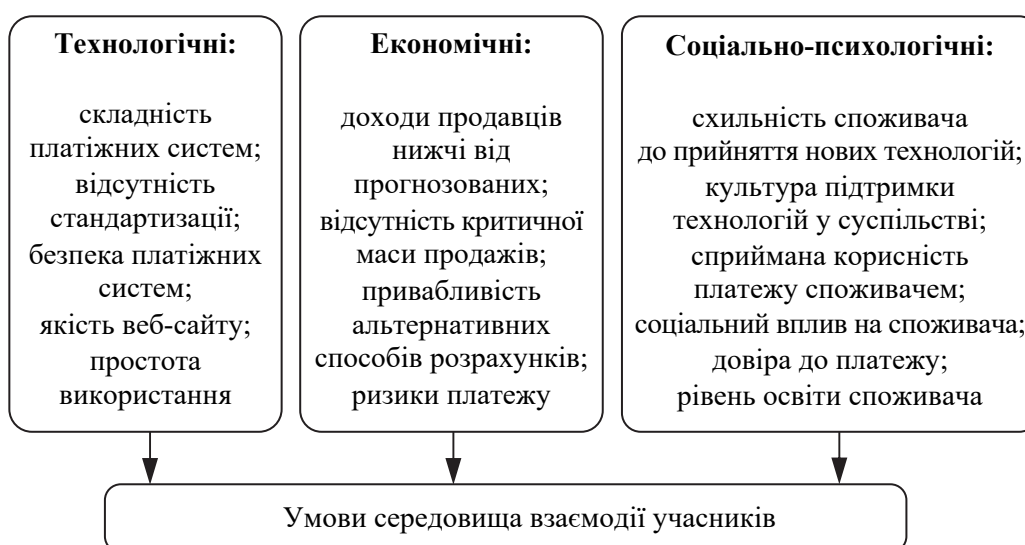 Технологічні:
складність
платіжних систем;
відсутність
стандартизації;
безпека платіжних
систем;
якість веб-сайту;
простота
використання
Економічні:
доходи продавців
нижчі від
прогнозованих;
відсутність критичної
маси продажів;
привабливість
альтернативних
способів розрахунків;
ризики платежу
Соціально-психологічні:
схильність споживача
до прийняття нових технологій;
культура підтримки
технологій у суспільстві;
сприймана корисність
платежу споживачем;
соціальний вплив на споживача;
довіра до платежу;
рівень освіти споживача
Умови середовища взаємодії учасників